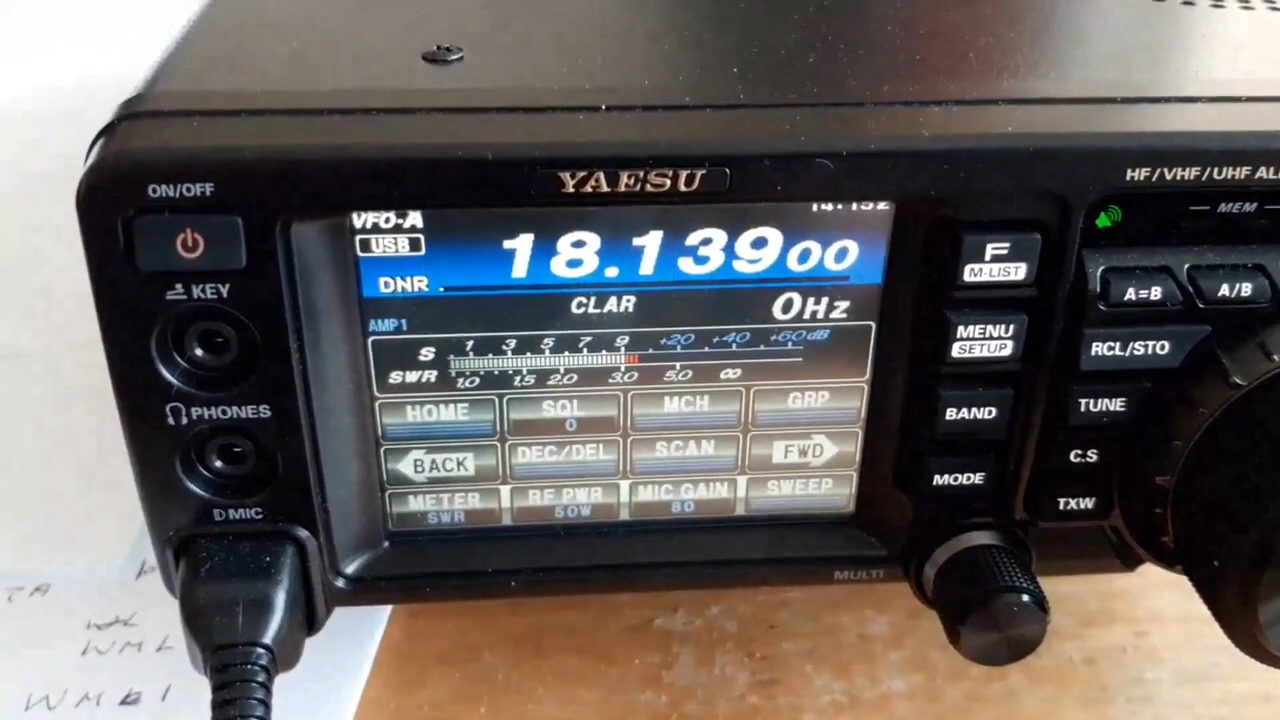 ON/OFF
YAESU
HF/VHF/UHF
MEM
VFO-A
USB
18.139 00
F
M-LIST
A=B
A/B
DNR
KEY
CLAR
0Hz
AMP1
MENU
SETUP
RCL/STO
S 1 3 5 7 9 +20 +40 +60dB
SWR 1.0 1.5 2.0 3.0 5.0 ∞
PHONES
HOME
SQL
0
MCH
GRP
BAND
TUNE
BACK
DEC/DEL
SCAN
FWD
C.S
MODE
METER
SWR
RF PWR
50W
MIC GAIN
80
SWEEP
TXW
MIC
MULTI